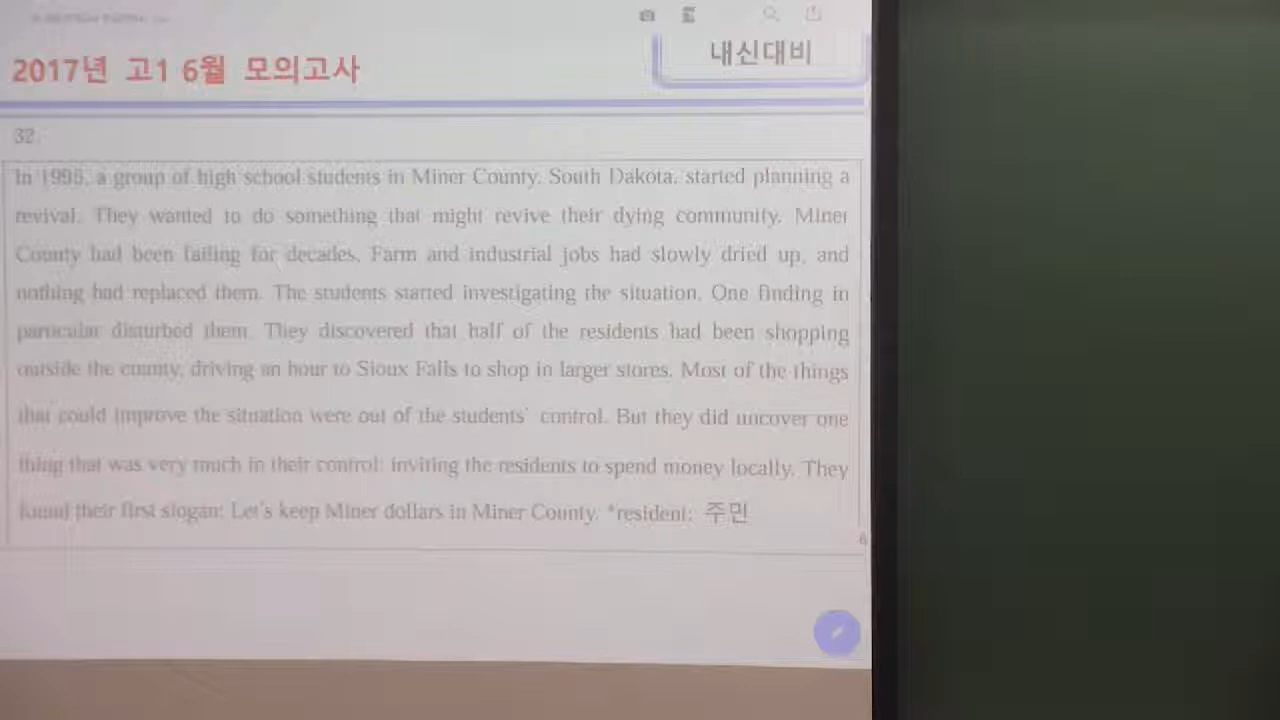 2017년 고1 6월 모의고사
내신대비
32.
In 1995, a group of high school students in Miner County, South Dakota, started planning a
revival. They wanted to do something that might revive their dying community. Miner
County had been failing for decades. Farm and industrial jobs had slowly dried up, and
nothing had replaced them. The students started investigating the situation. One finding in
particular disturbed them. They discovered that half of the residents had been shopping
outside the county, driving an hour to Sioux Falls to shop in larger stores. Most of the things
that could improve the situation were out of the students' control. But they did uncover one
thing that was very much in their control: inviting the residents to spend money locally. They
found their first slogan: Let's keep Miner dollars in Miner County. *resident: 주민
6